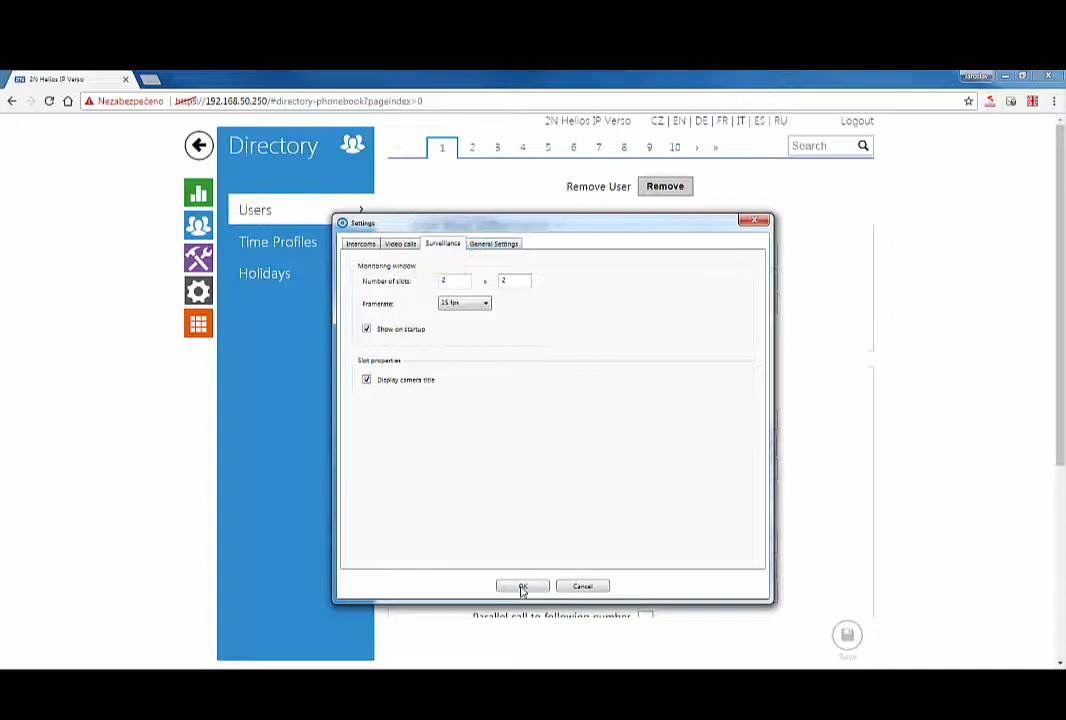 2N Helios IP Verso
Jaroslav
Nezabezpečeno | https://192.168.50.250/#directory-phonebook?pageindex=0
2N Helios IP Verso CZ | EN | DE | FR | IT | ES | RU Logout
Directory
1 2 3 4 5 6 7 8 9 10 › »
Search
Remove User Remove
Users
Time Profiles
Holidays
Settings
Intercoms Video calls Surveillance General Settings
Monitoring window
Number of slots: 2 x 2
Framerate: 15 fps
Show on startup
Slot properties
Display camera title
OK Cancel
Parallel call to following number
Save